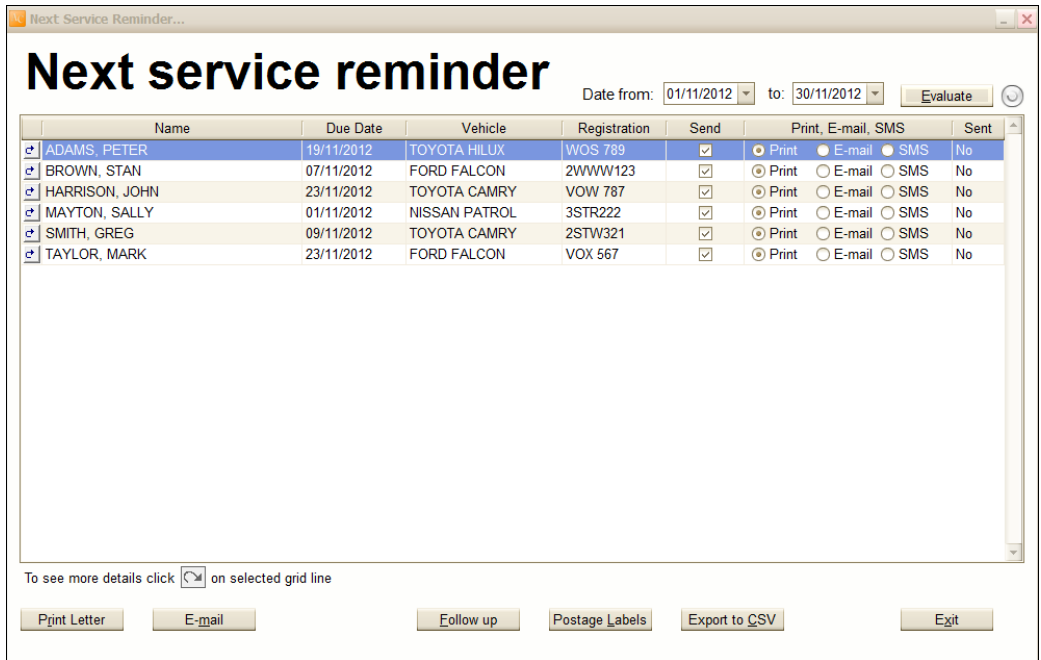 Next Service Reminder...
Next service reminder
Date from: 01/11/2012 to: 30/11/2012 Evaluate
Name Due Date Vehicle Registration Send Print, E-mail, SMS Sent
ADAMS, PETER 19/11/2012 TOYOTA HILUX WOS 789 Print E-mail SMS No
BROWN, STAN 07/11/2012 FORD FALCON 2WWW123 Print E-mail SMS No
HARRISON, JOHN 23/11/2012 TOYOTA CAMRY VOW 787 Print E-mail SMS No
MAYTON, SALLY 01/11/2012 NISSAN PATROL 3STR222 Print E-mail SMS No
SMITH, GREG 09/11/2012 TOYOTA CAMRY 2STW321 Print E-mail SMS No
TAYLOR, MARK 23/11/2012 FORD FALCON VOX 567 Print E-mail SMS No
To see more details click on selected grid line
Print Letter E-mail Follow up Postage Labels Export to CSV Exit